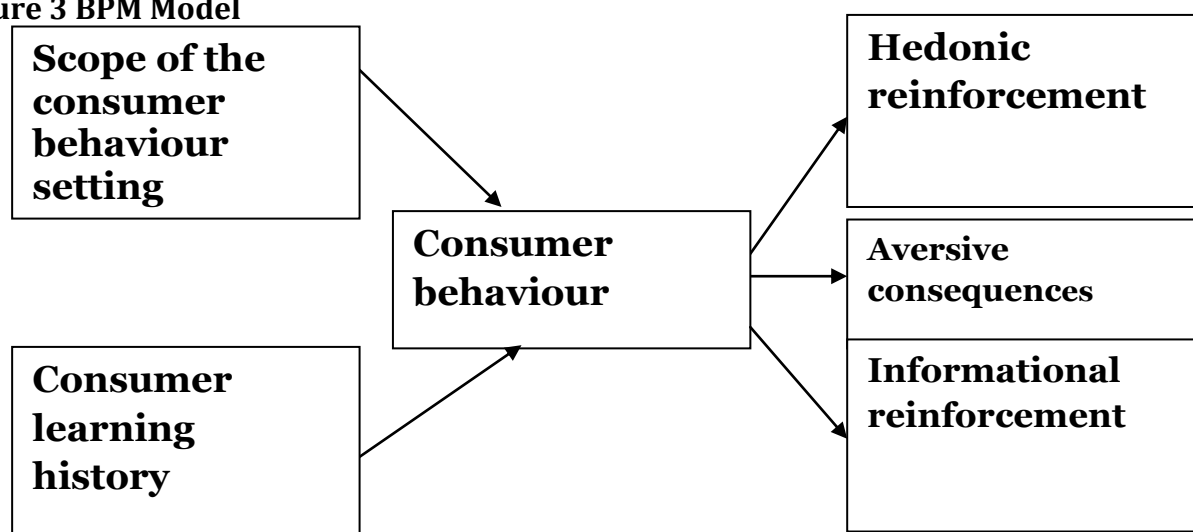 ure 3 BPM Model
Scope of the
consumer
behaviour
setting
Consumer
learning
history
Consumer
behaviour
Hedonic
reinforcement
Aversive
consequences
Informational
reinforcement